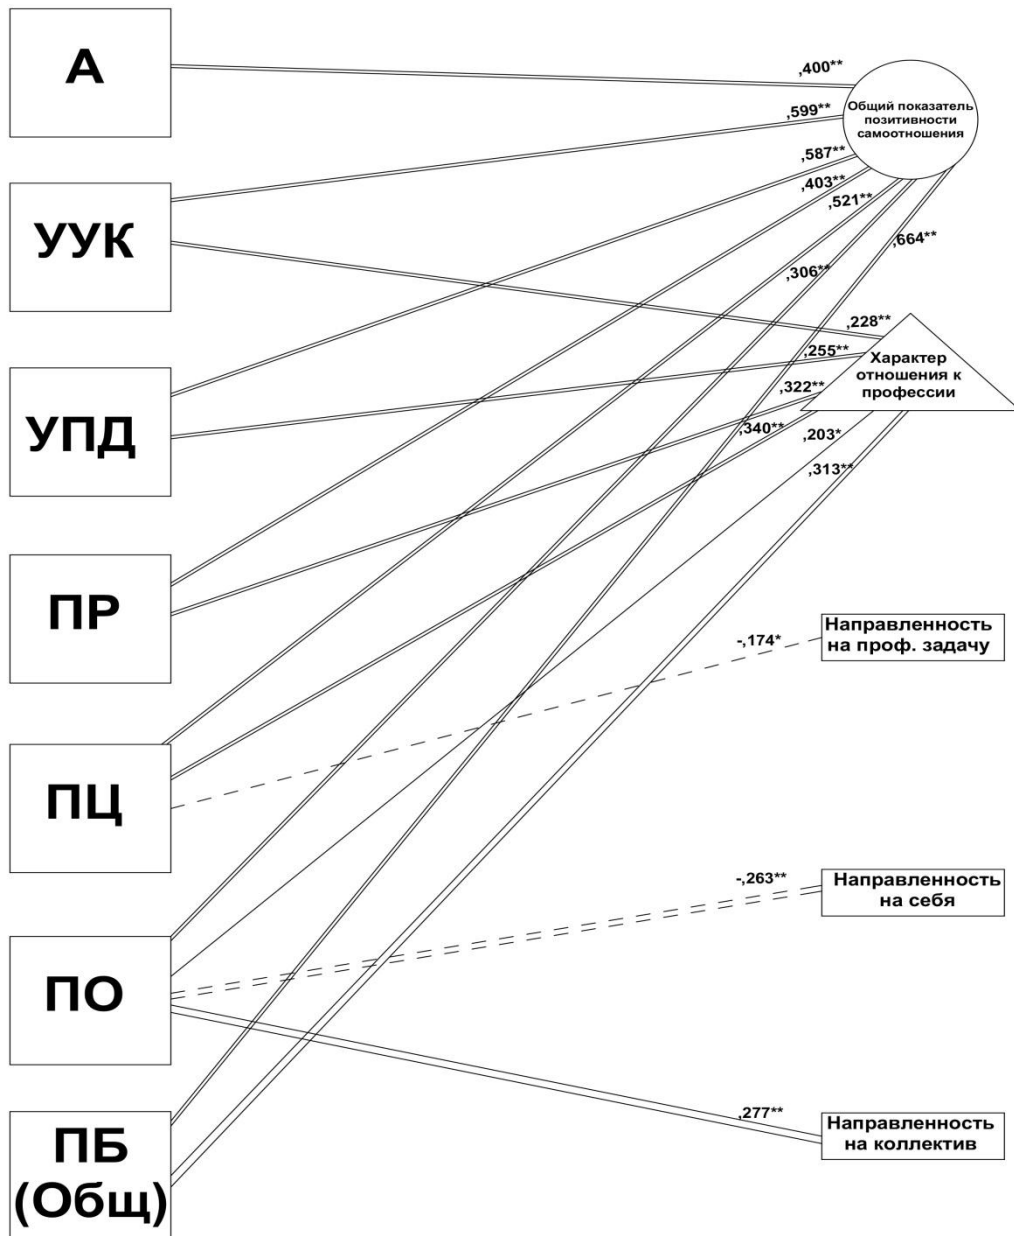 А
,400**
Общий показатель
позитивности
самоотношения
,599**
,587**
,403**
,521**
УУК
,664**
,306**
,228**
,255**
Характер
отношения к
профессии
,322**
УПД
,340**
,203*
,313**
ПР
Направленность
на проф. задачу
-,174*
ПЦ
-,263**
Направленность
на себя
ПО
,277**
Направленность
на коллектив
ПБ
(Общ)